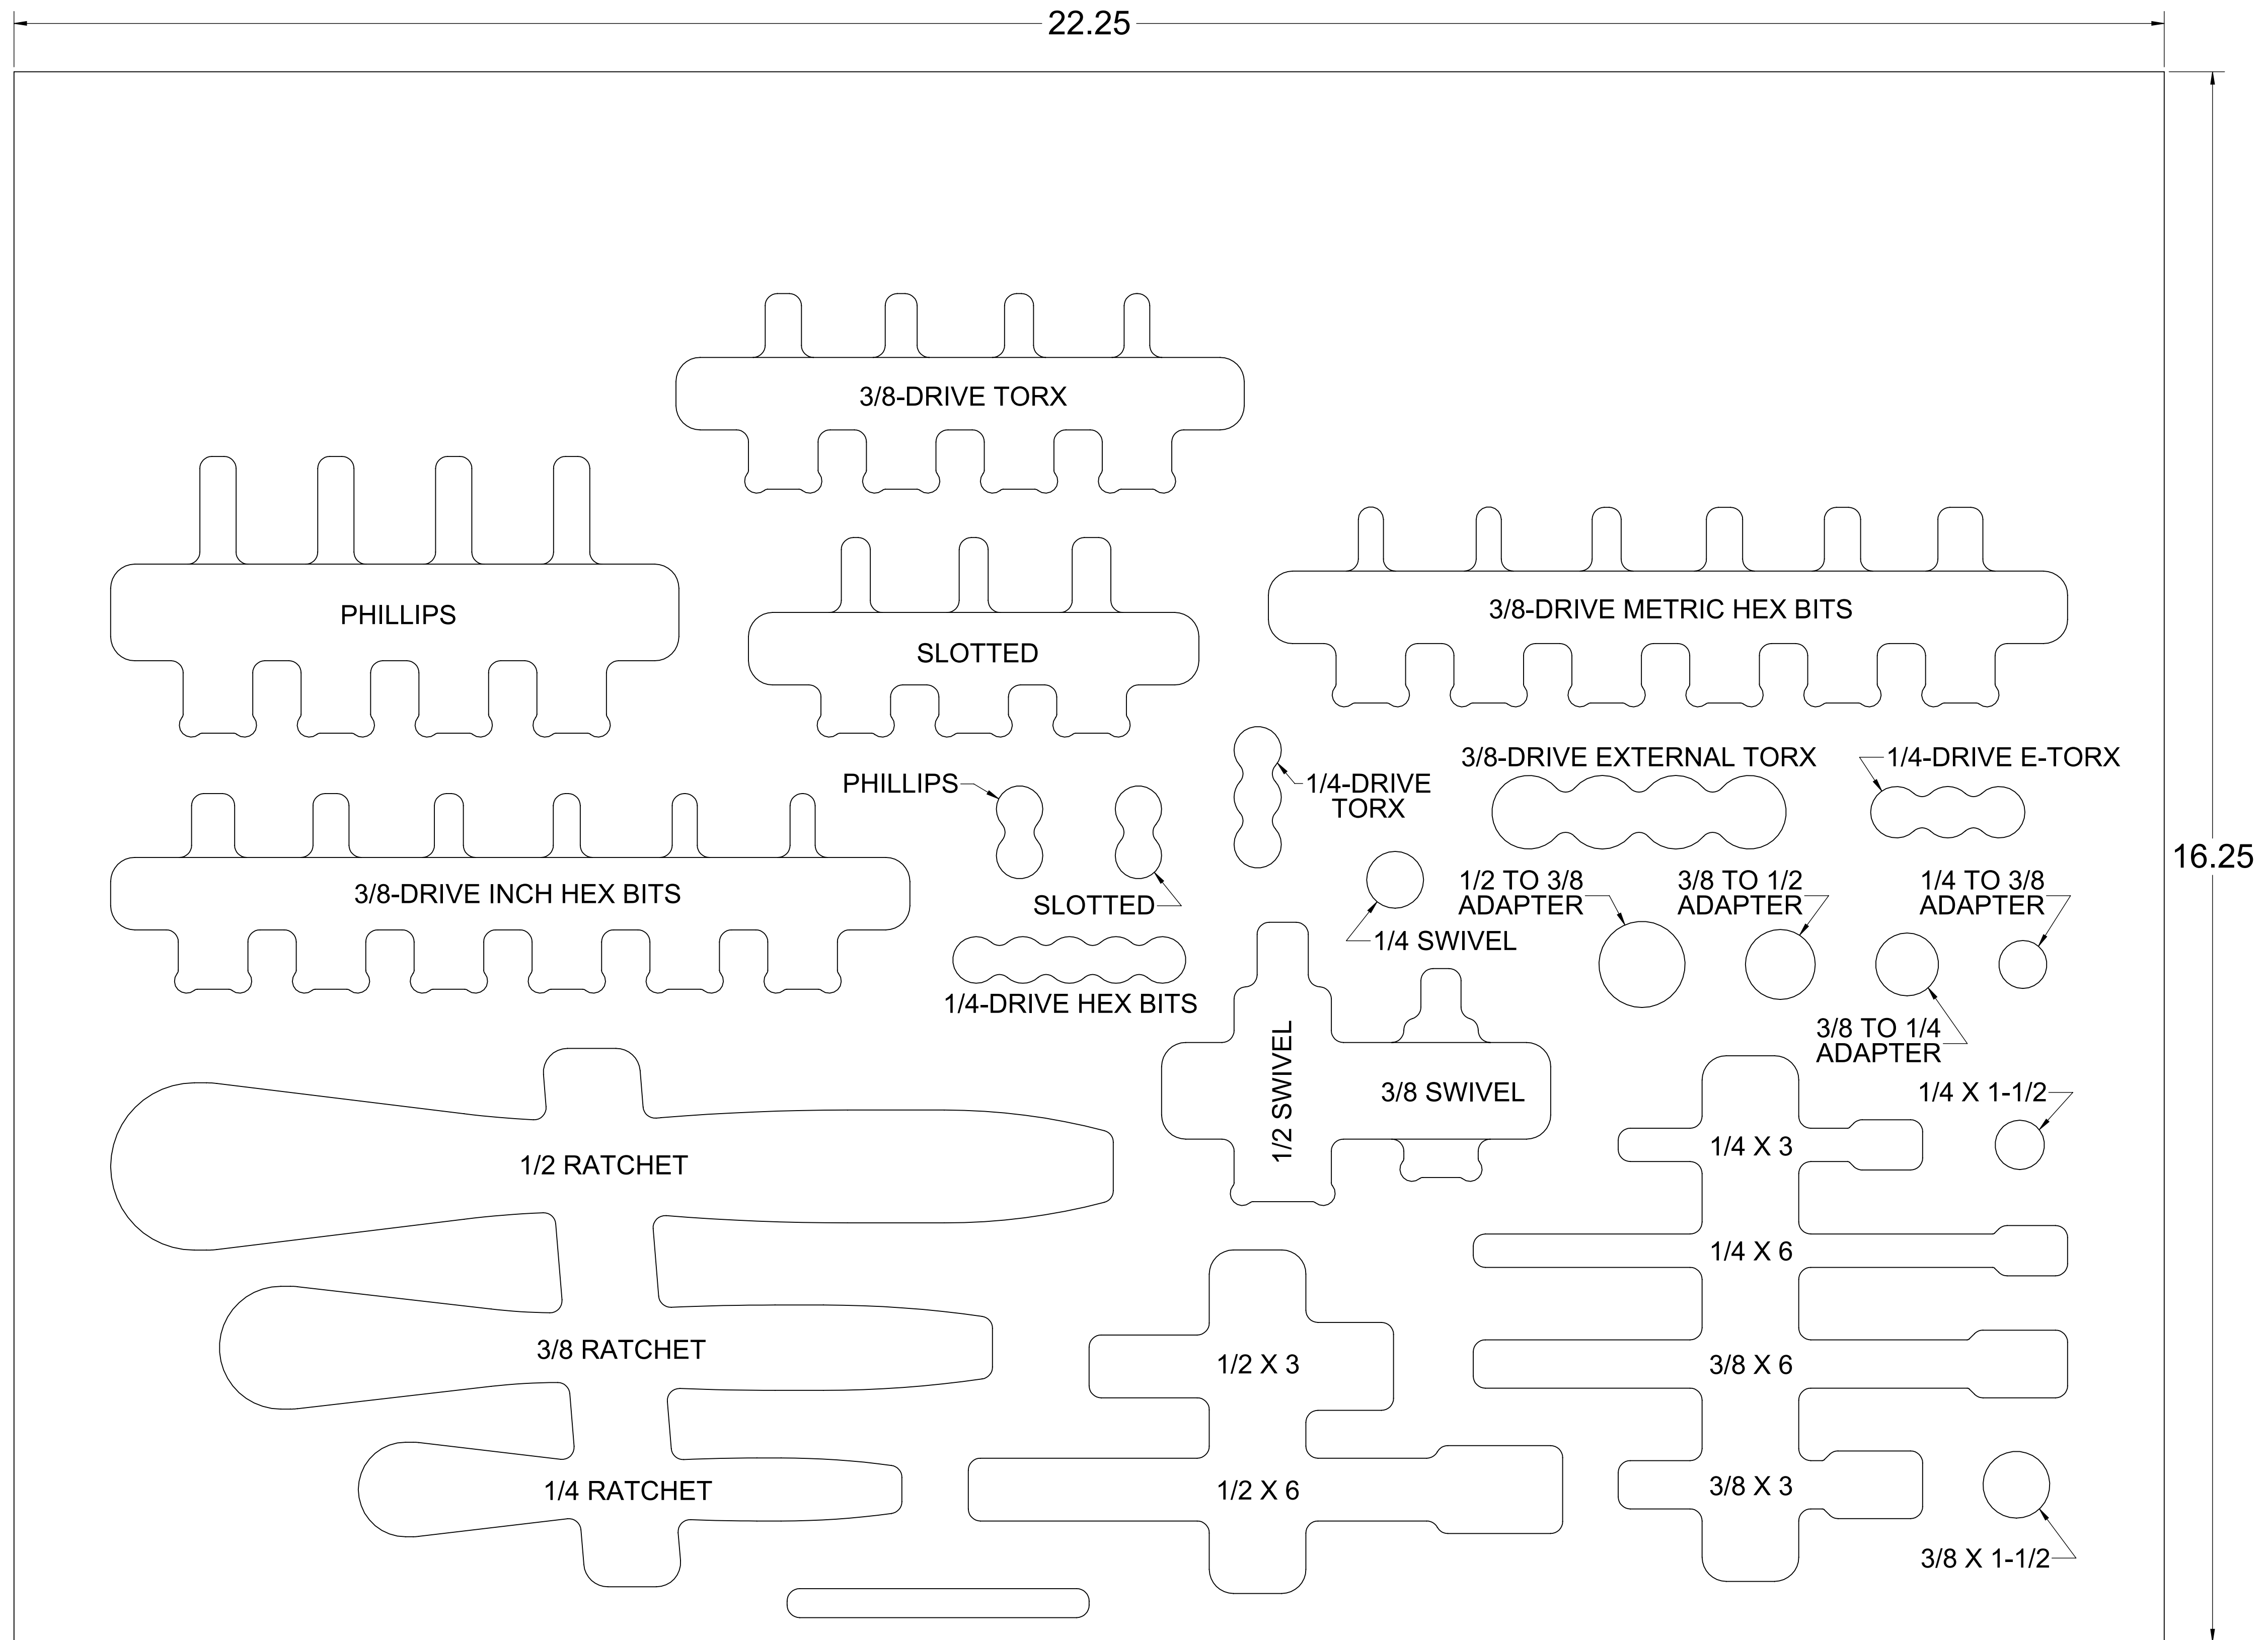 22.25
3/8-DRIVE TORX
PHILLIPS
SLOTTED
3/8-DRIVE METRIC HEX BITS
3/8-DRIVE EXTERNAL TORX
1/4-DRIVE E-TORX
PHILLIPS
1/4-DRIVE
TORX
16.25
3/8-DRIVE INCH HEX BITS
SLOTTED
1/2 TO 3/8
ADAPTER
3/8 TO 1/2
ADAPTER
1/4 TO 3/8
ADAPTER
1/4 SWIVEL
1/4-DRIVE HEX BITS
3/8 TO 1/4
ADAPTER
1/2 SWIVEL
3/8 SWIVEL
1/4 X 1-1/2
1/4 X 3
1/2 RATCHET
1/4 X 6
3/8 RATCHET
1/2 X 3
3/8 X 6
1/4 RATCHET
1/2 X 6
3/8 X 3
3/8 X 1-1/2